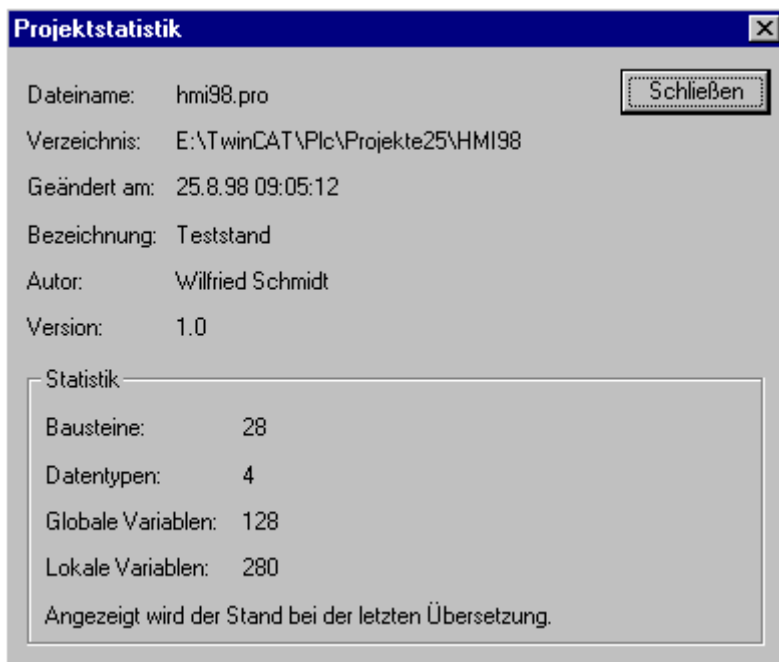 Projektstatistik
Dateiname: hmi98.pro
Schließen
Verzeichnis: E:\TwinCAT\Plc\Projekte25\HMI98
Geändert am: 25.8.98 09:05:12
Bezeichnung: Teststand
Autor: Wilfried Schmidt
Version: 1.0
Statistik
Bausteine: 28
Datentypen: 4
Globale Variablen: 128
Lokale Variablen: 280
Angezeigt wird der Stand bei der letzten Übersetzung.